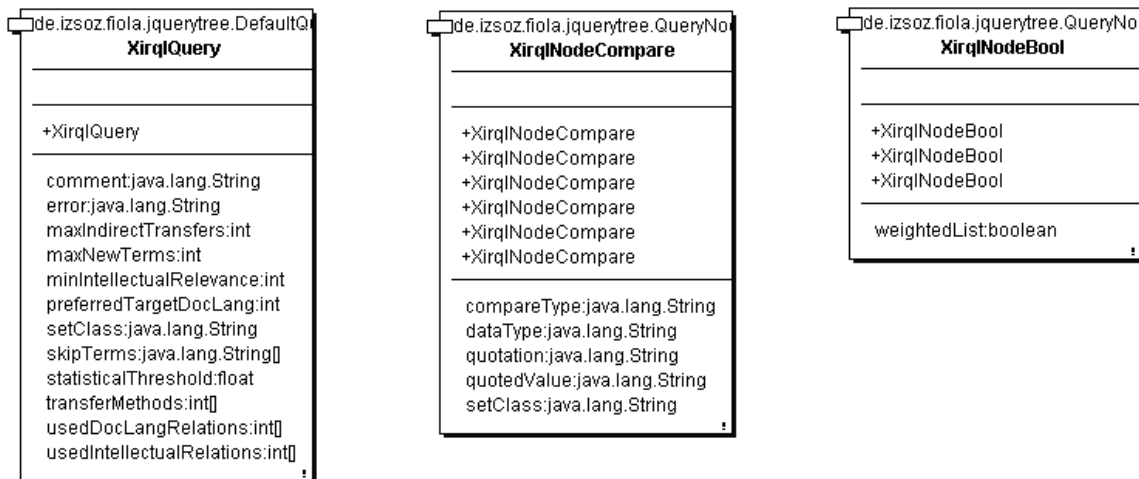 de.izsoz.fiola.jquerytree.DefaultQ
XirqlQuery
+XirqlQuery
comment:java.lang.String
error:java.lang.String
maxIndirectTransfers:int
maxNewTerms:int
minIntellectualRelevance:int
preferredTargetDocLang:int
setClass:java.lang.String
skipTerms:java.lang.String[]
statisticalThreshold:float
transferMethods:int[]
usedDocLangRelations:int[]
usedIntellectualRelations:int[]
de.izsoz.fiola.jquerytree.QueryNo
XirqlNodeCompare
+XirqlNodeCompare
+XirqlNodeCompare
+XirqlNodeCompare
+XirqlNodeCompare
+XirqlNodeCompare
+XirqlNodeCompare
compareType:java.lang.String
dataType:java.lang.String
quotation:java.lang.String
quotedValue:java.lang.String
setClass:java.lang.String
de.izsoz.fiola.jquerytree.QueryNo
XirqlNodeBool
+XirqlNodeBool
+XirqlNodeBool
+XirqlNodeBool
weightedList:boolean